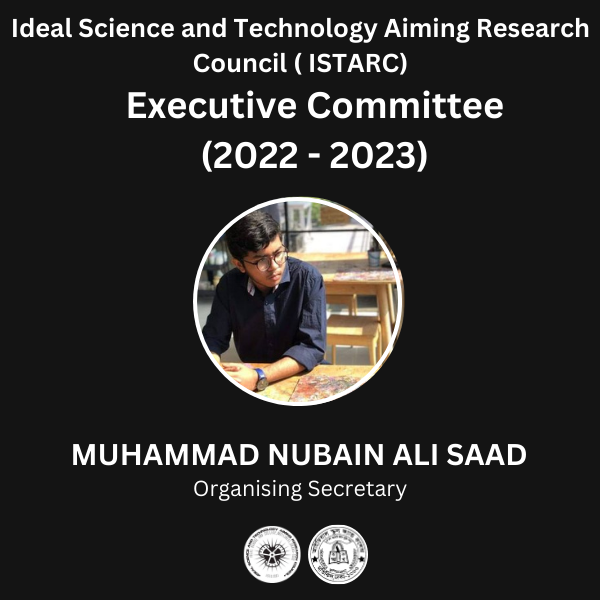 Ideal Science and Technology Aiming Research
Council ( ISTARC)
Executive Committee
(2022 - 2023)
MUHAMMAD NUBAIN ALI SAAD
Organising Secretary